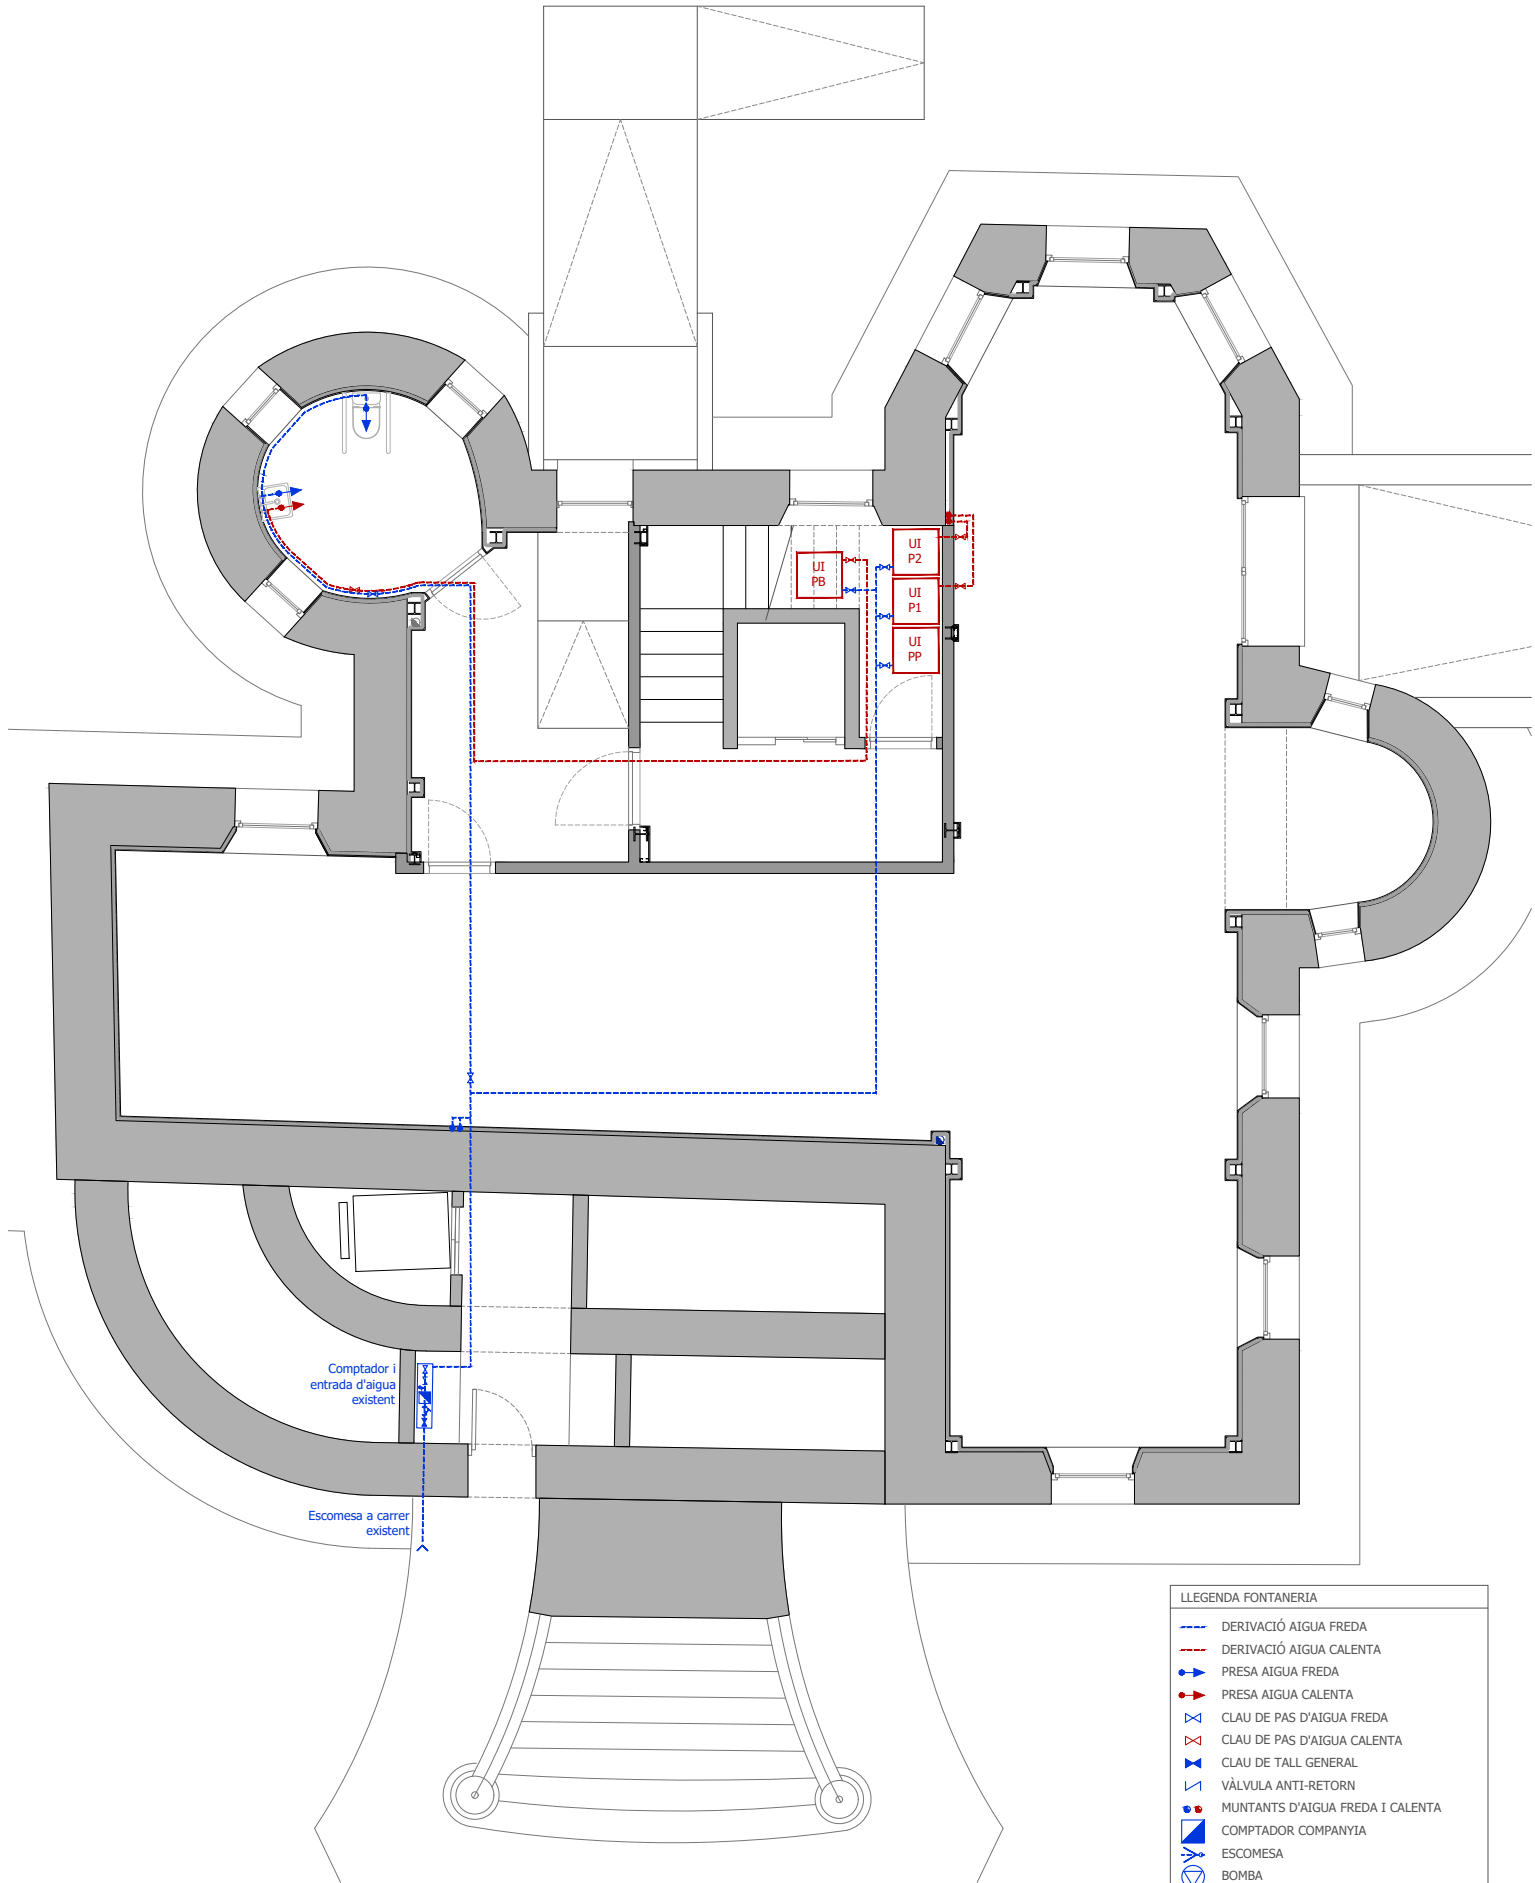 UI
P2
UI
PB
UI
P1
UI
PP
Comptador i
entrada d'aigua
existent
Escomesa a carrer
existent
LLEGENDA FONTANERIA
DERIVACIÓ AIGUA FREDA
DERIVACIÓ AIGUA CALENTA
PRESA AIGUA FREDA
PRESA AIGUA CALENTA
CLAU DE PAS D'AIGUA FREDA
CLAU DE PAS D'AIGUA CALENTA
CLAU DE TALL GENERAL
VÀLVULA ANTI-RETORN
MUNTANTS D'AIGUA FREDA I CALENTA
COMPTADOR COMPANYIA
ESCOMESA
BOMBA